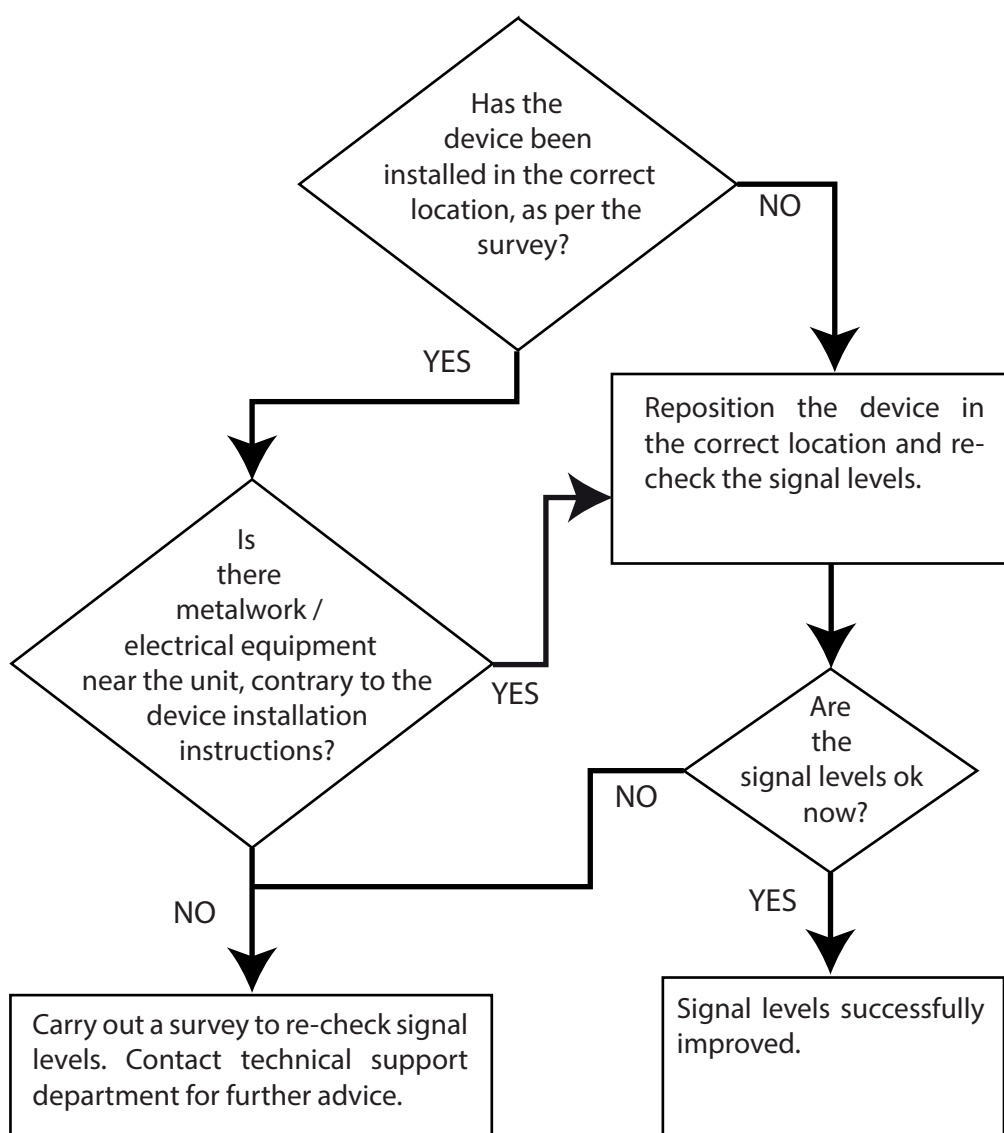 Has the
device been
installed in the correct
location, as per the
survey?
NO
YES
Reposition the device in
the correct location and re-
check the signal levels.
Is
there
metalwork /
electrical equipment
near the unit, contrary to the
device installation
instructions?
YES
Are
the
signal levels ok
now?
NO
NO
YES
Carry out a survey to re-check signal
levels. Contact technical support
department for further advice.
Signal levels successfully
improved.